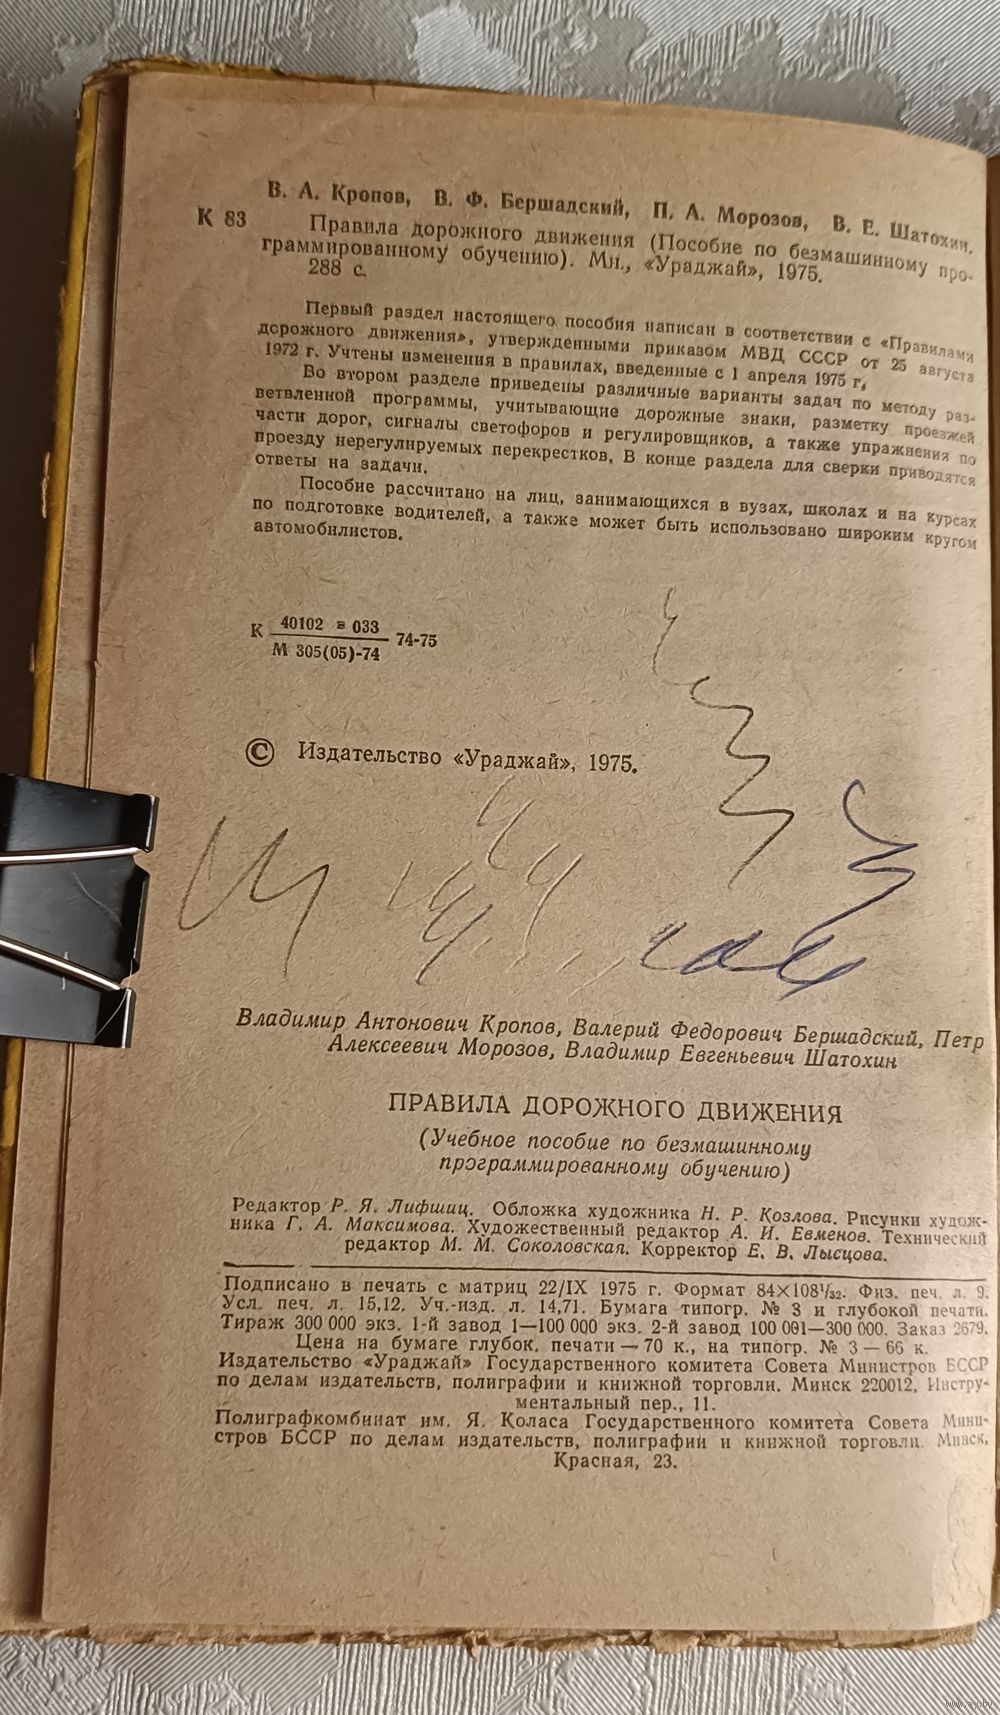 В. А. Кропов, В. Ф. Бершадский, П. А. Морозов, В. Е. Шатохин.
К 83 Правила дорожного движения (Пособие по безмашинному про-
граммированному обучению). Мн., «Ураджай», 1975.
288 с.
Первый раздел настоящего пособия написан в соответствии с «Правилами
дорожного движения», утвержденными приказом МВД СССР от 25 августа
1972 г. Учтены изменения в правилах, введенные с 1 апреля 1975 г.
Во втором разделе приведены различные варианты задач по методу раз-
ветвленной программы, учитывающие дорожные знаки, разметку проезжей
части дорог, сигналы светофоров и регулировщиков, а также упражнения по
проезду нерегулируемых перекрестков. В конце раздела для сверки приводятся
ответы на задачи.
Пособие рассчитано на лиц, занимающихся в вузах, школах и на курсах
по подготовке водителей, а также может быть использовано широким кругом
автомобилистов.
К 40102 = 033
М 305(05)-74 74-75
© Издательство «Ураджай», 1975.
Владимир Антонович Кропов, Валерий Федорович Бершадский, Петр
Алексеевич Морозов, Владимир Евгеньевич Шатохин
ПРАВИЛА ДОРОЖНОГО ДВИЖЕНИЯ
(Учебное пособие по безмашинному
программированному обучению)
Редактор Р. Я. Лифшиц. Обложка художника Н. Р. Козлова. Рисунки худож-
ника Г. А. Максимова. Художественный редактор А. И. Евменов. Технический
редактор М. М. Соколовская. Корректор Е. В. Лысцова.
Подписано в печать с матриц 22/IX 1975 г. Формат 84×108¹/₃₂. Физ. печ. л. 9.
Усл. печ. л. 15,12. Уч.-изд. л. 14,71. Бумага типогр. № 3 и глубокой печати.
Тираж 300 000 экз. 1-й завод 1—100 000 экз. 2-й завод 100 001—300 000. Заказ 2679.
Цена на бумаге глубок. печати — 70 к., на типогр. № 3 — 66 к.
Издательство «Ураджай» Государственного комитета Совета Министров БССР
по делам издательств, полиграфии и книжной торговли. Минск 220012, Инстру-
ментальный пер., 11.
Полиграфкомбинат им. Я. Коласа Государственного комитета Совета Мини-
стров БССР по делам издательств, полиграфии и книжной торговли. Минск,
Красная, 23.
www.ay.by